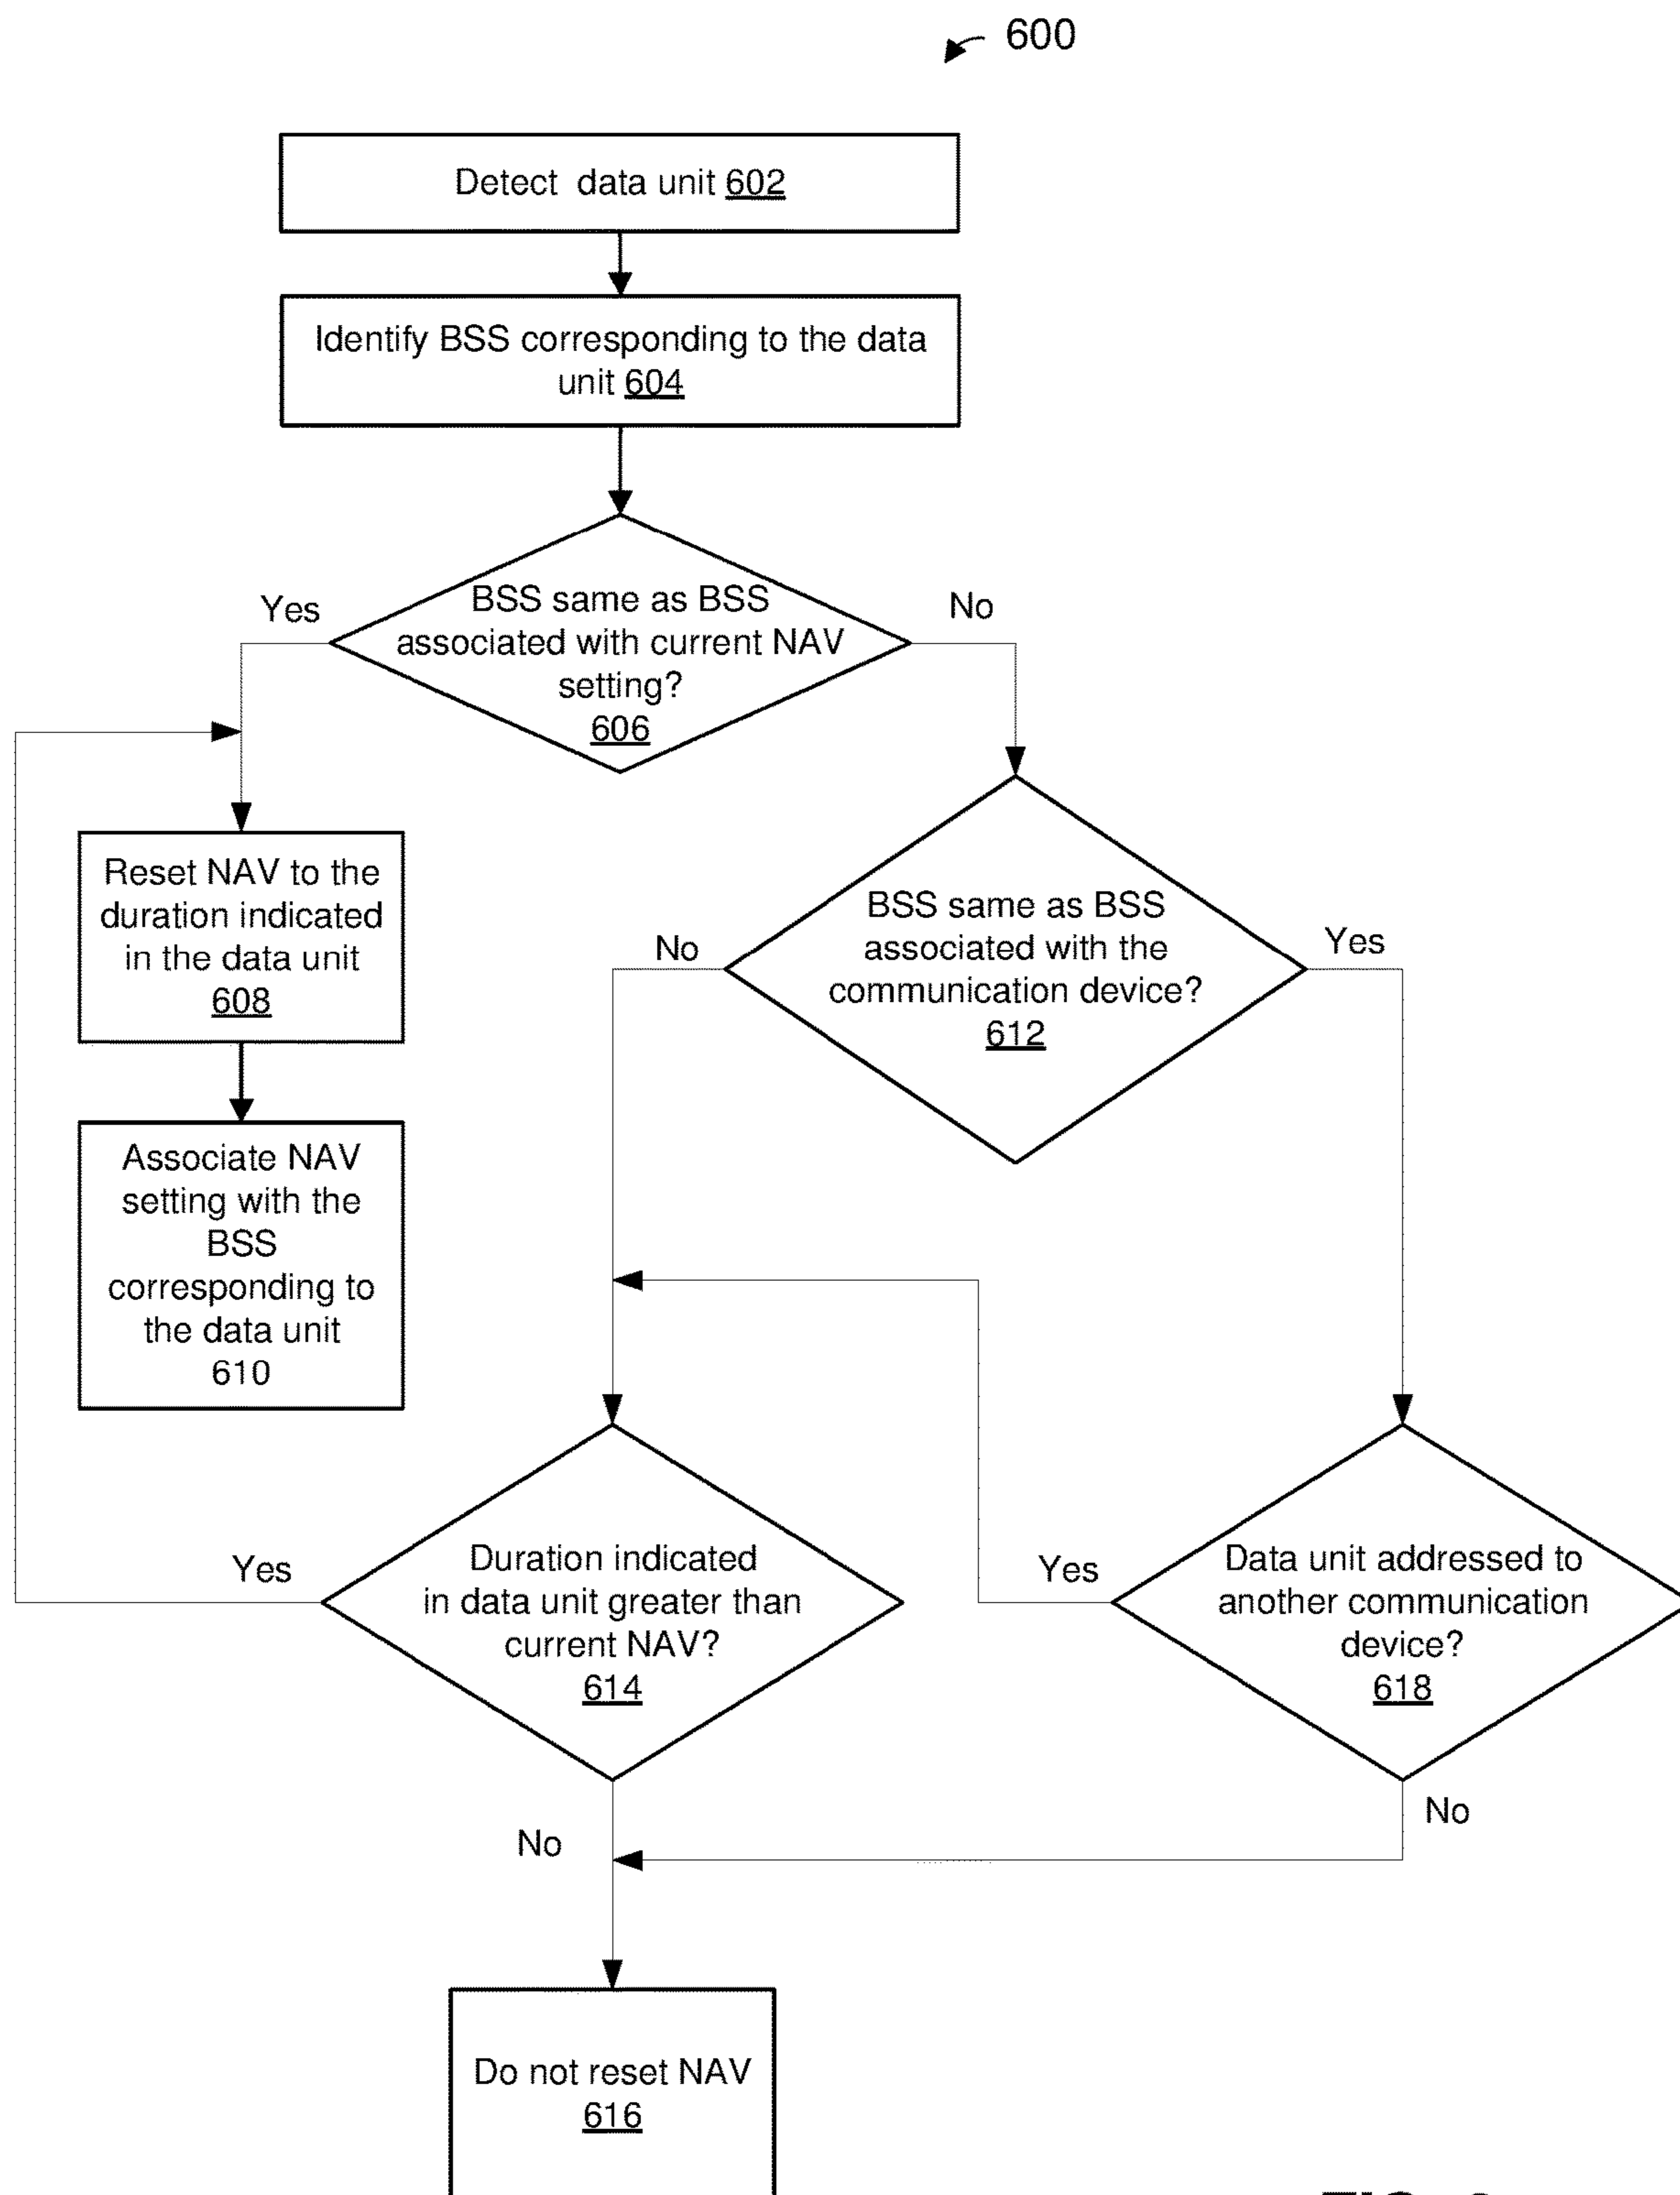 600
Detect data unit 602
Identify BSS corresponding to the data
unit 604
BSS same as BSS
associated with current NAV
setting?
606
Yes
No
Reset NAV to the
duration indicated
in the data unit
608
BSS same as BSS
associated with the
communication device?
612
No
Yes
Associate NAV
setting with the
BSS
corresponding to
the data unit
610
Duration indicated
in data unit greater than
current NAV?
614
Yes
No
Data unit addressed to
another communication
device?
618
Yes
No
Do not reset NAV
616